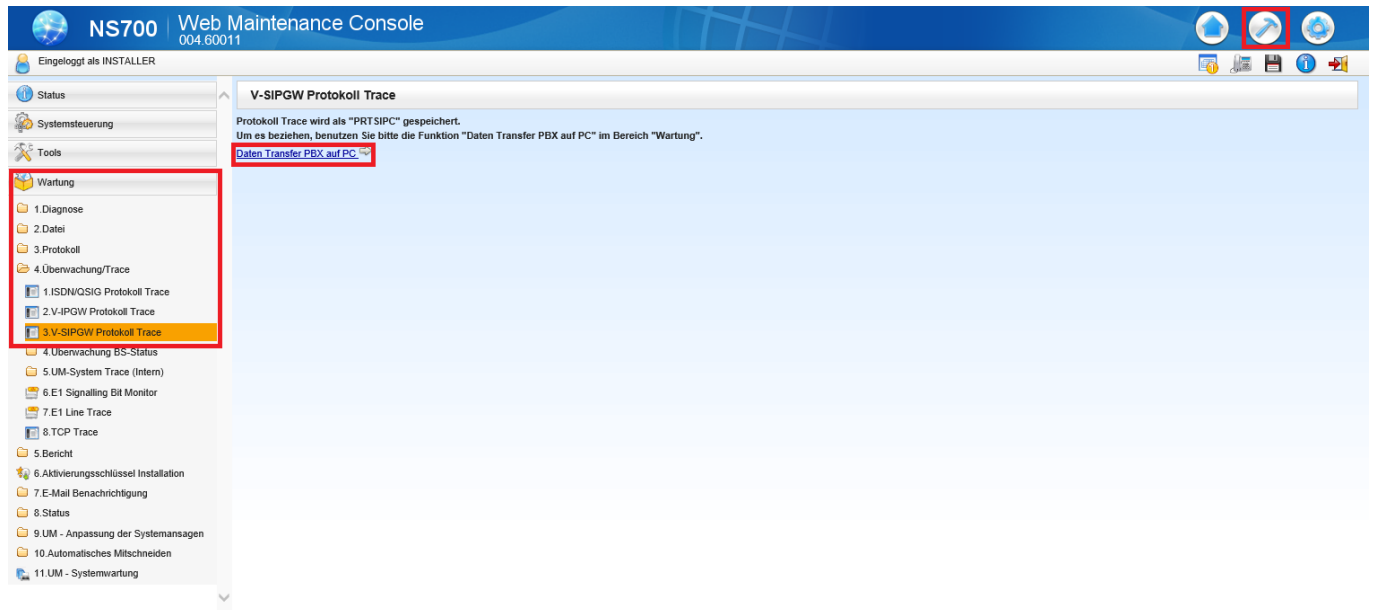 NS700
Web Maintenance Console
004.60011
Eingeloggt als INSTALLER
Status
Systemsteuerung
Tools
Wartung
1.Diagnose
2.Datei
3.Protokoll
4.Überwachung/Trace
1.ISDN/QSIG Protokoll Trace
2.V-IPGW Protokoll Trace
3.V-SIPGW Protokoll Trace
4.Überwachung BS-Status
5.UM-System Trace (Intern)
6.E1 Signalling Bit Monitor
7.E1 Line Trace
8.TCP Trace
5.Bericht
6.Aktivierungsschlüssel Installation
7.E-Mail Benachrichtigung
8.Status
9.UM - Anpassung der Systemansagen
10.Automatisches Mitschneiden
11.UM - Systemwartung
V-SIPGW Protokoll Trace
Protokoll Trace wird als "PRTSIPC" gespeichert.
Um es beziehen, benutzen Sie bitte die Funktion "Daten Transfer PBX auf PC" im Bereich "Wartung".
Daten Transfer PBX auf PC